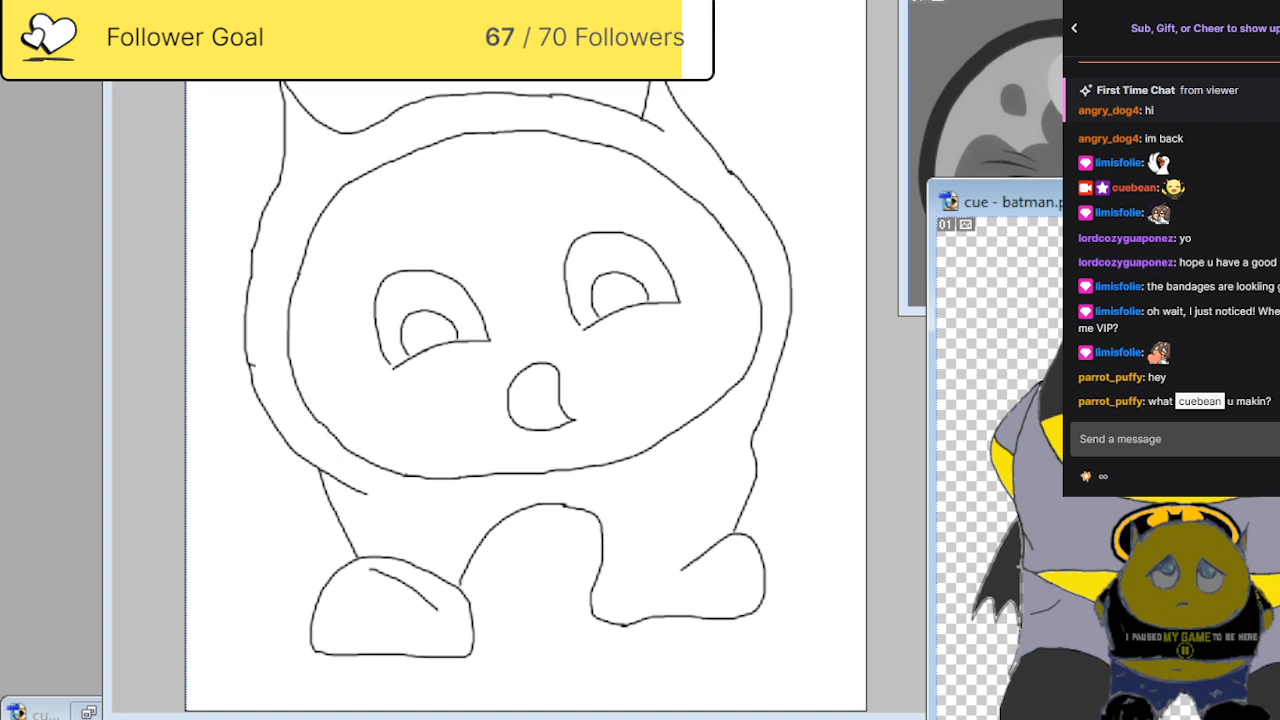 Follower Goal
67 / 70 Followers
Sub, Gift, or Cheer to show up
First Time Chat from viewer
angry_dog4: hi
angry_dog4: im back
limisfolie:
cuebean:
limisfolie:
lordcozyguaponez: yo
lordcozyguaponez: hope u have a good
limisfolie: the bandages are lookiing
limisfolie: oh wait, I just noticed!
me VIP?
limisfolie:
parrot_puffy: hey
parrot_puffy: what cuebean u makin?
Send a message
∞
cue - batman.p
01
I PAUSED MY GAME TO BE HERE
cu...